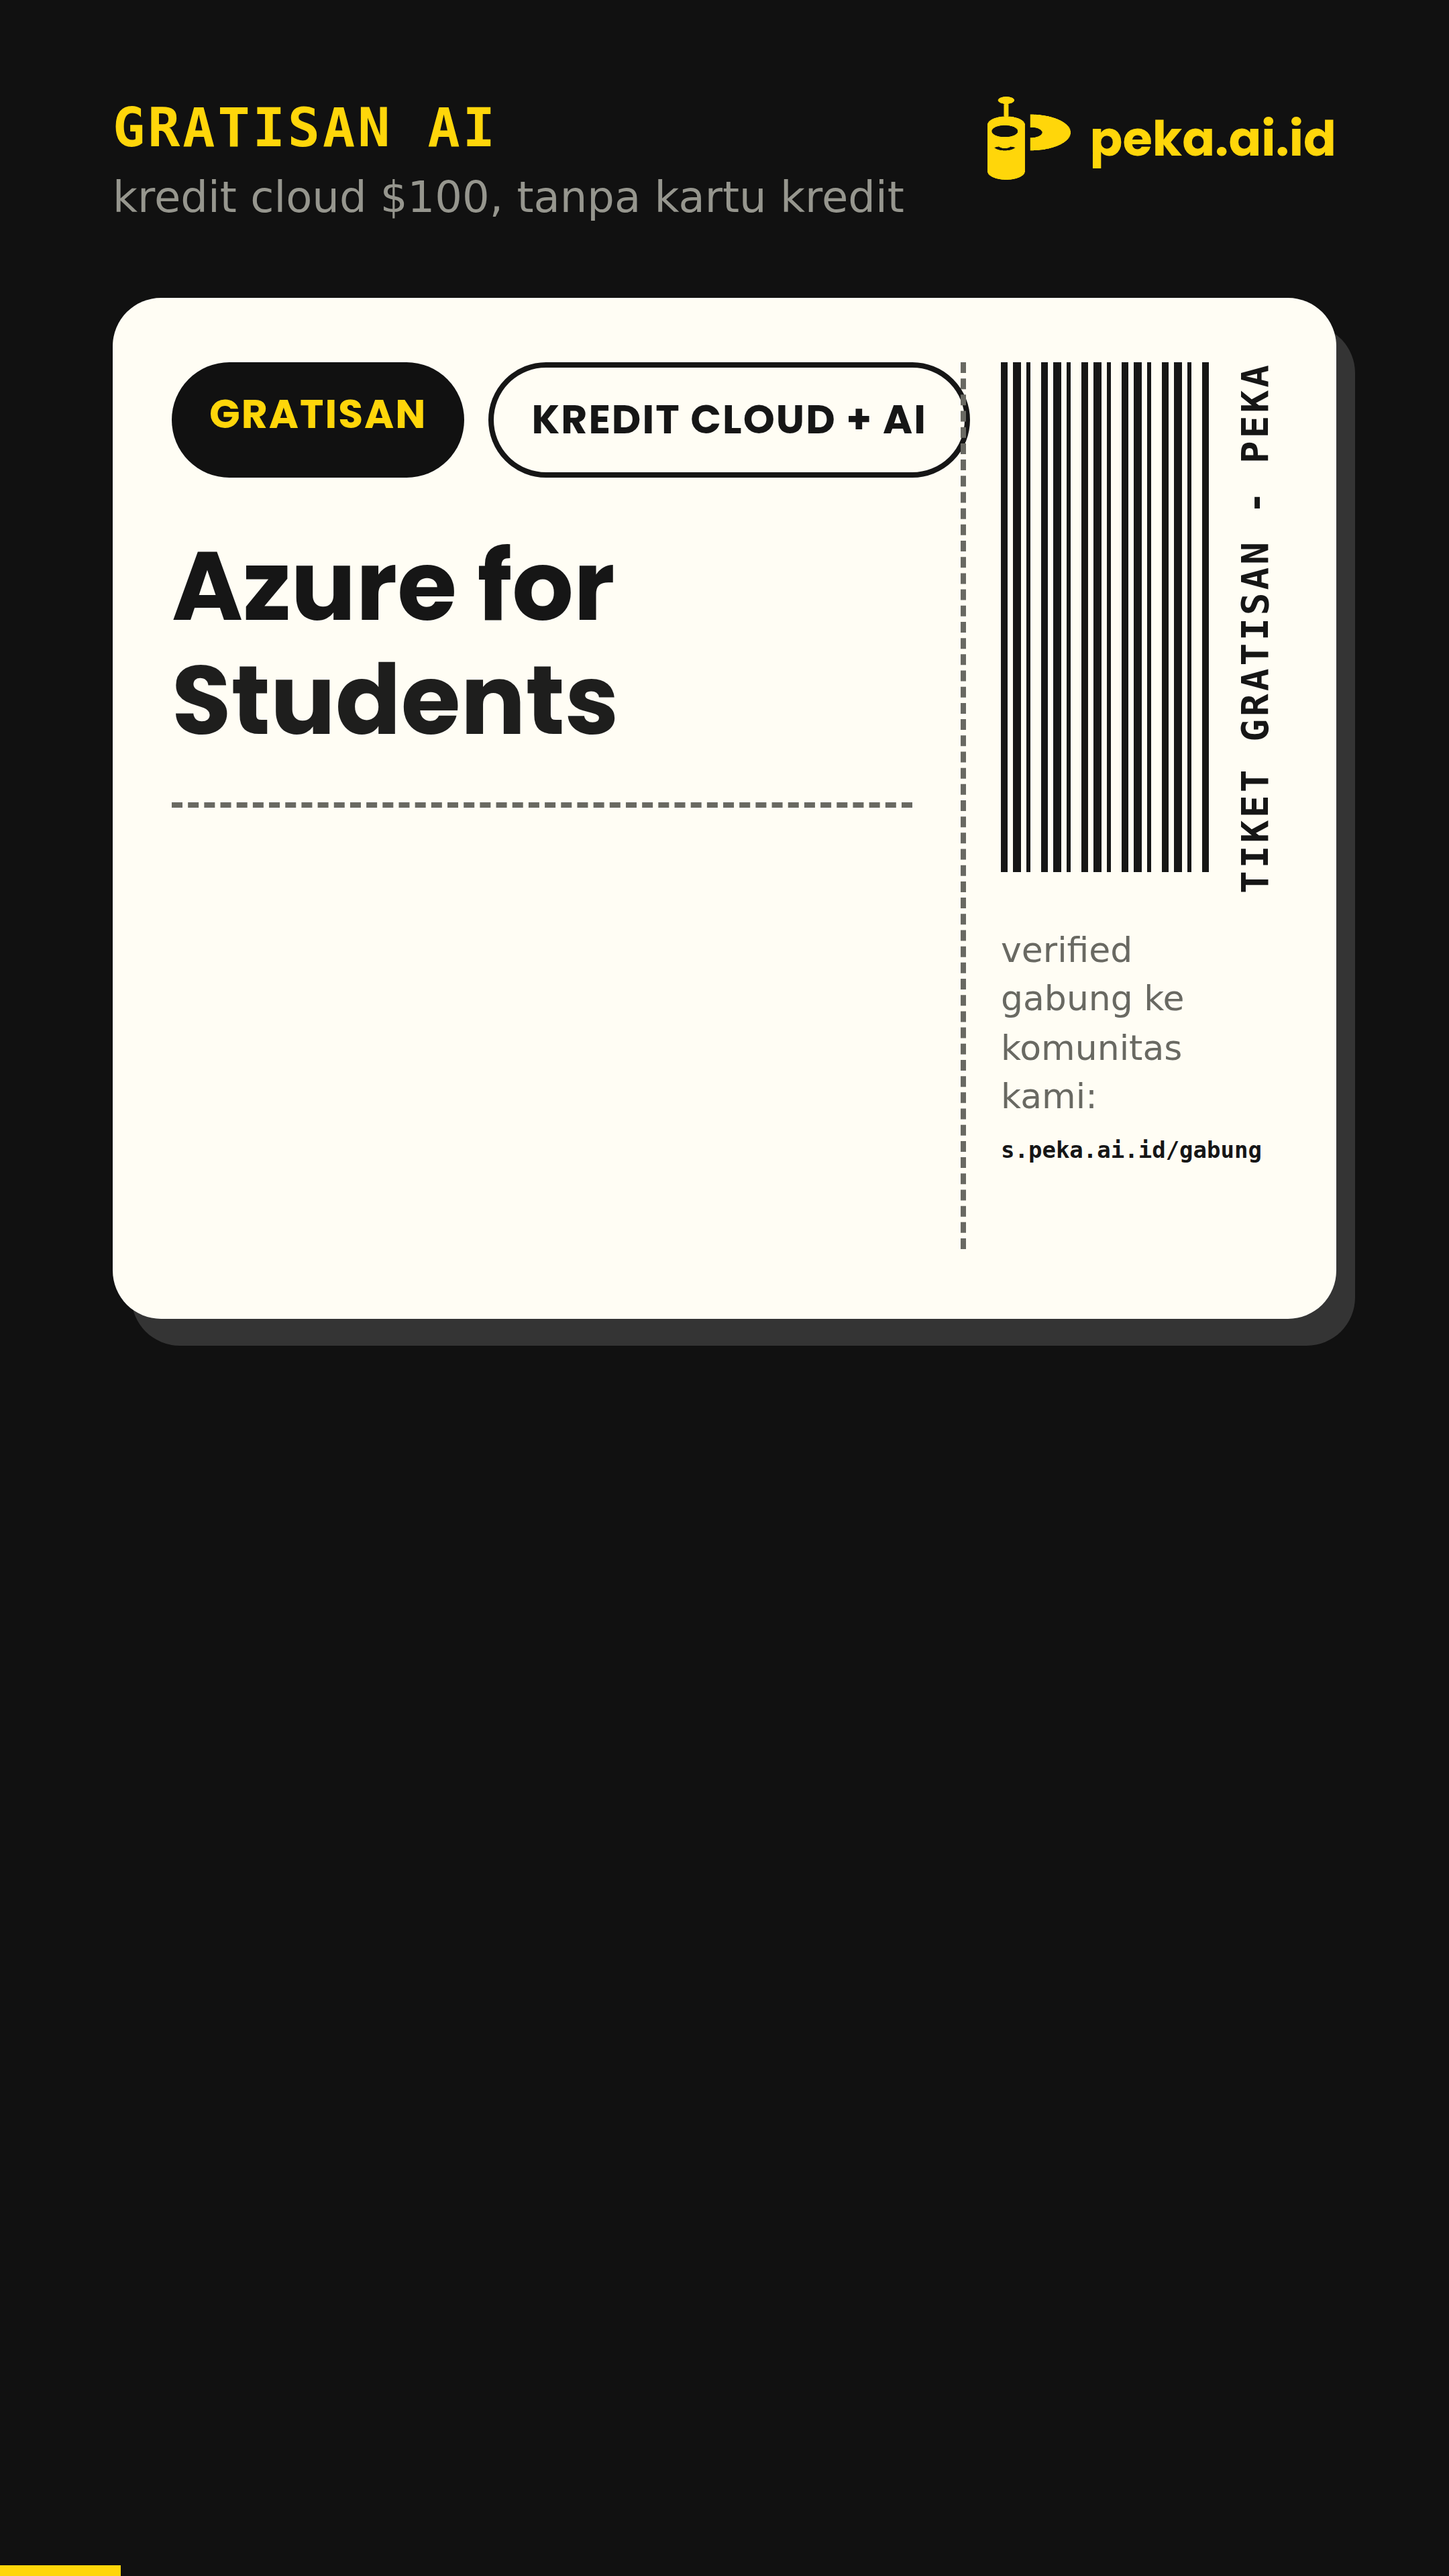 GRATISAN AI
kredit cloud $100, tanpa kartu kredit
peka.ai.id
GRATISAN
KREDIT CLOUD + AI
Azure for
Students
TIKET GRATISAN - PEKA
verified
gabung ke
komunitas
kami:
s.peka.ai.id/gabung